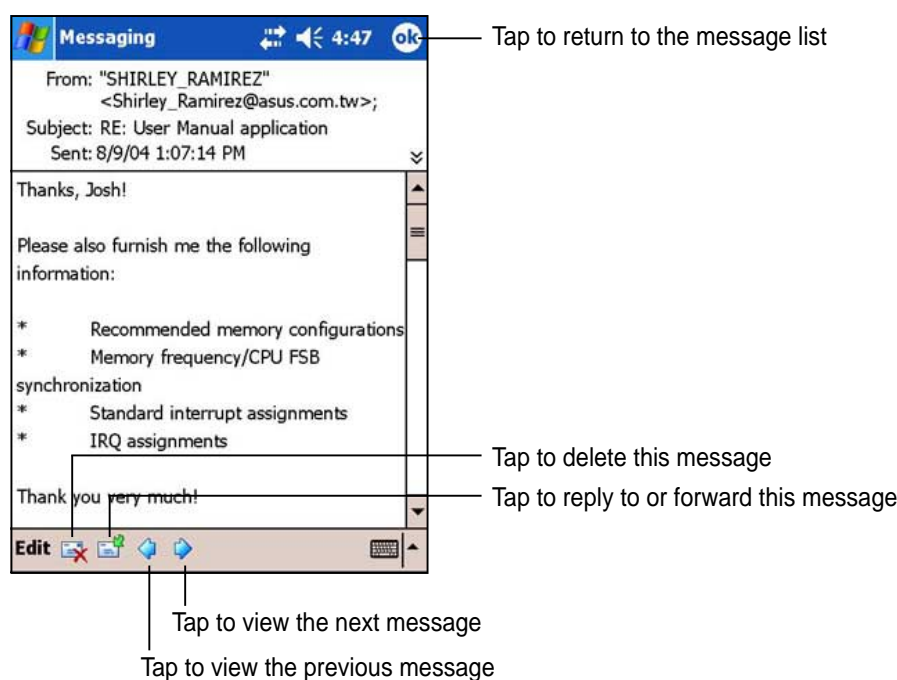 Messaging 4:47 ok
Tap to return to the message list
From: "SHIRLEY_RAMIREZ"
<Shirley_Ramirez@asus.com.tw>;
Subject: RE: User Manual application
Sent: 8/9/04 1:07:14 PM
Thanks, Josh!
Please also furnish me the following
information:
* Recommended memory configurations
* Memory frequency/CPU FSB
synchronization
* Standard interrupt assignments
* IRQ assignments
Tap to delete this message
Thank you very much!
Tap to reply to or forward this message
Edit
Tap to view the next message
Tap to view the previous message